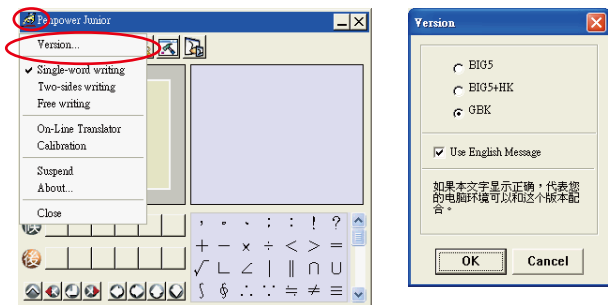 Penpower Junior
Version...
Single-word writing
Two-sides writing
Free writing
On-Line Translator
Calibration
Suspend
About...
Close
候
後
, 。 、 ; : ! ?
+ − × ÷ < > =
√ ∟ ∠ | ∥ ∩ ∪
∫ ∮ ∴ ∵ ≒ ≠ ≡
Version
BIG5
BIG5+HK
GBK
Use English Message
如果本文字显示正确，代表您
的电脑环境可以和这个版本配
合。
OK
Cancel